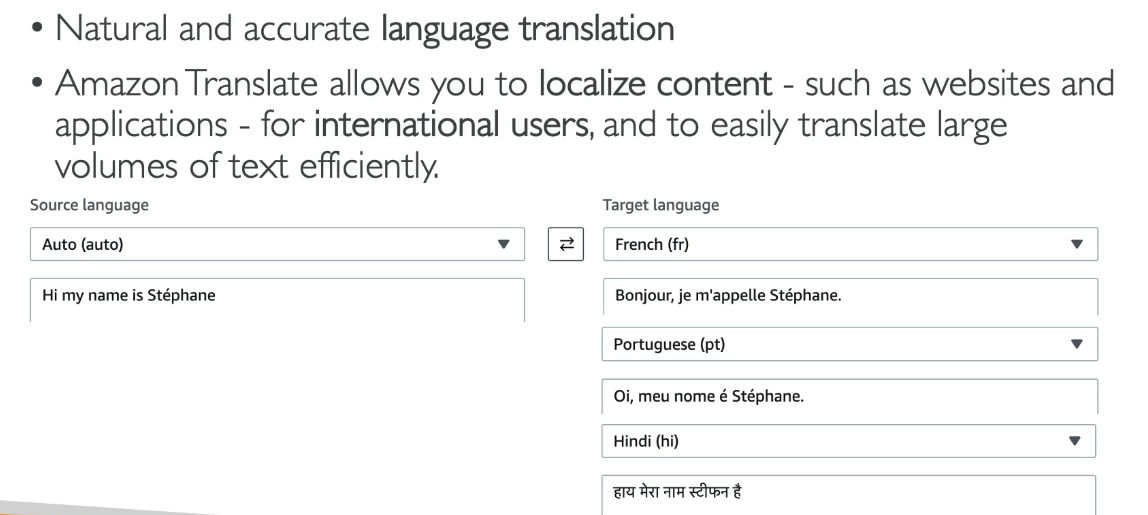 • Natural and accurate language translation
• Amazon Translate allows you to localize content - such as websites and
applications - for international users, and to easily translate large
volumes of text efficiently.
Source language
Target language
Auto (auto)
French (fr)
Hi my name is Stéphane
Bonjour, je m'appelle Stéphane.
Portuguese (pt)
Oi, meu nome é Stéphane.
Hindi (hi)
हाय मेरा नाम स्टीफन है